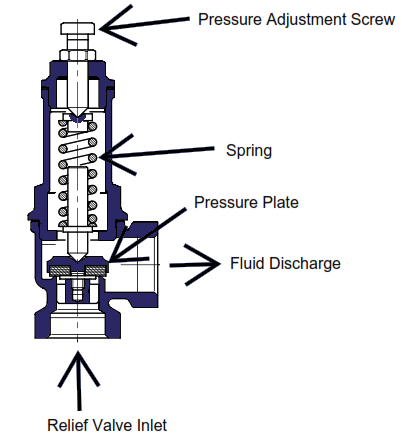 Pressure Adjustment Screw
Spring
Pressure Plate
Fluid Discharge
Relief Valve Inlet